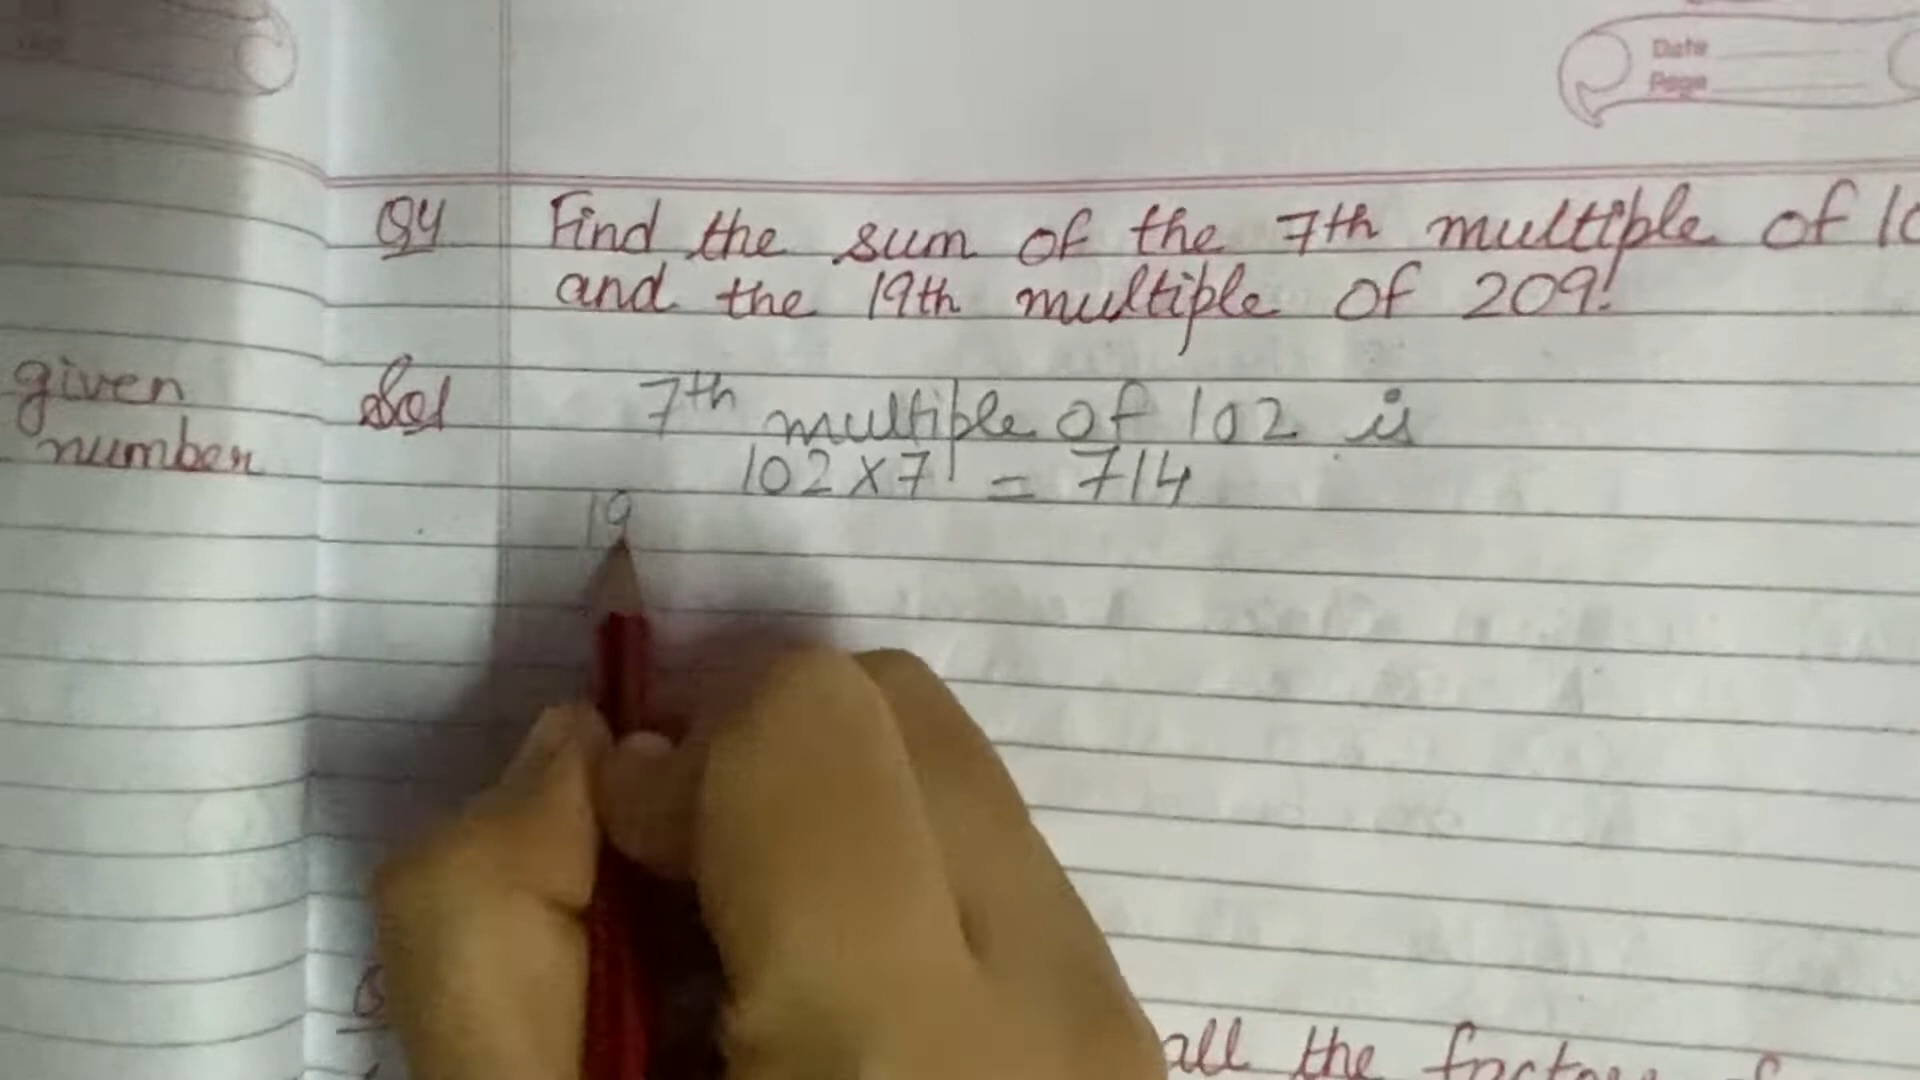 Date
Page
Q4 Find the sum of the 7th multiple of
and the 19th multiple of 209!
given
number
Sol 7th multiple of 102 is
102 x 7 = 714
19
all the factors